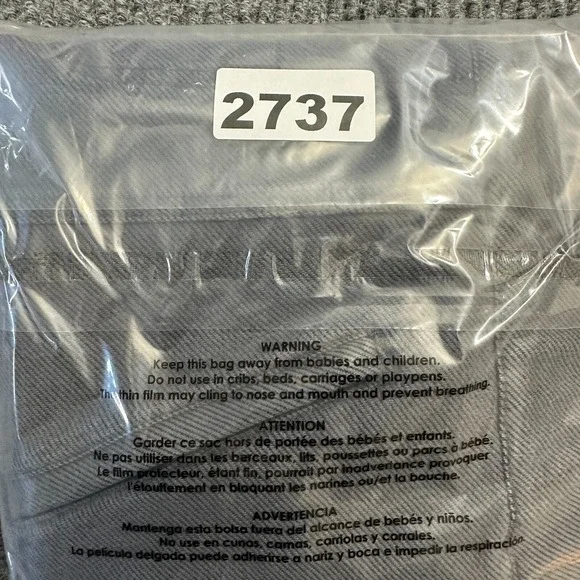 2737
WARNING
Keep this bag away from babies and children.
Do not use in cribs, beds, carriages or playpens.
The thin film may cling to nose and mouth and prevent breathing.
ATTENTION
Garder ce sac hors de portée des bébés et enfants.
Ne pas utiliser dans les berceaux, lits, poussettes ou parcs à bébé.
Le film protecteur, étant fin, pourrait par inadvertance provoquer
l'étouffement en bloquant les narines ou/et la bouche.
ADVERTENCIA
Mantenga esta bolsa fuera del alcance de bebés y niños.
No use en cunas, camas, carriolas y corrales.
La película delgada puede adherirse a nariz y boca e impedir la respiración.